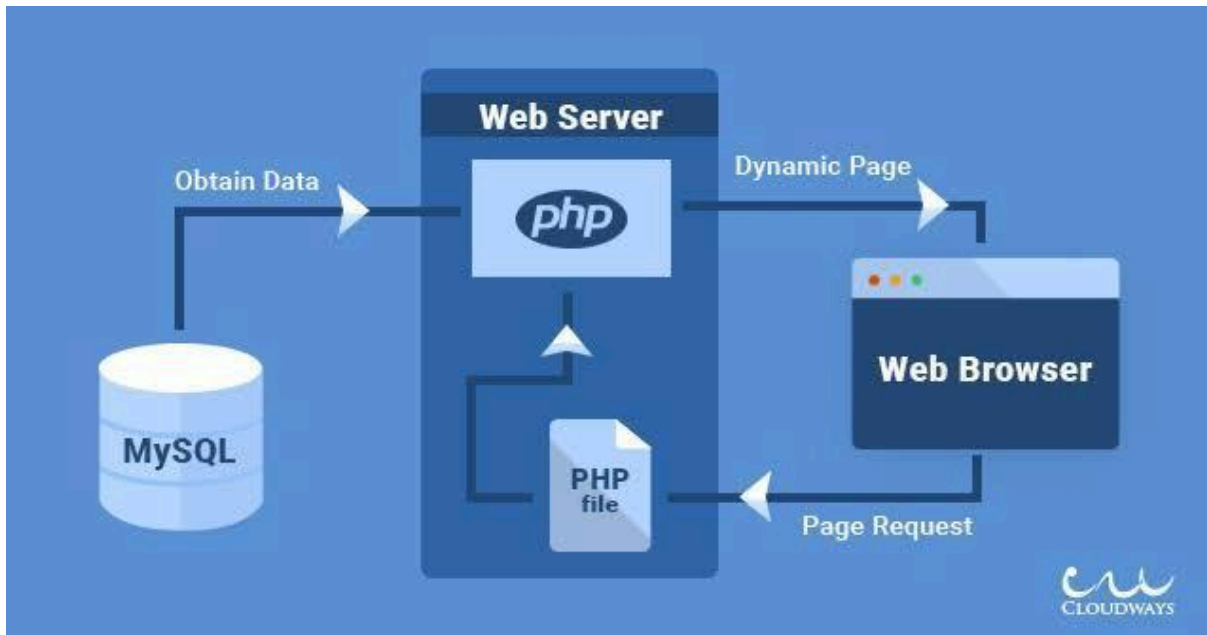 Web Server
php
Obtain Data
Dynamic Page
MySQL
PHP
file
Web Browser
Page Request
CLOUDWAYS